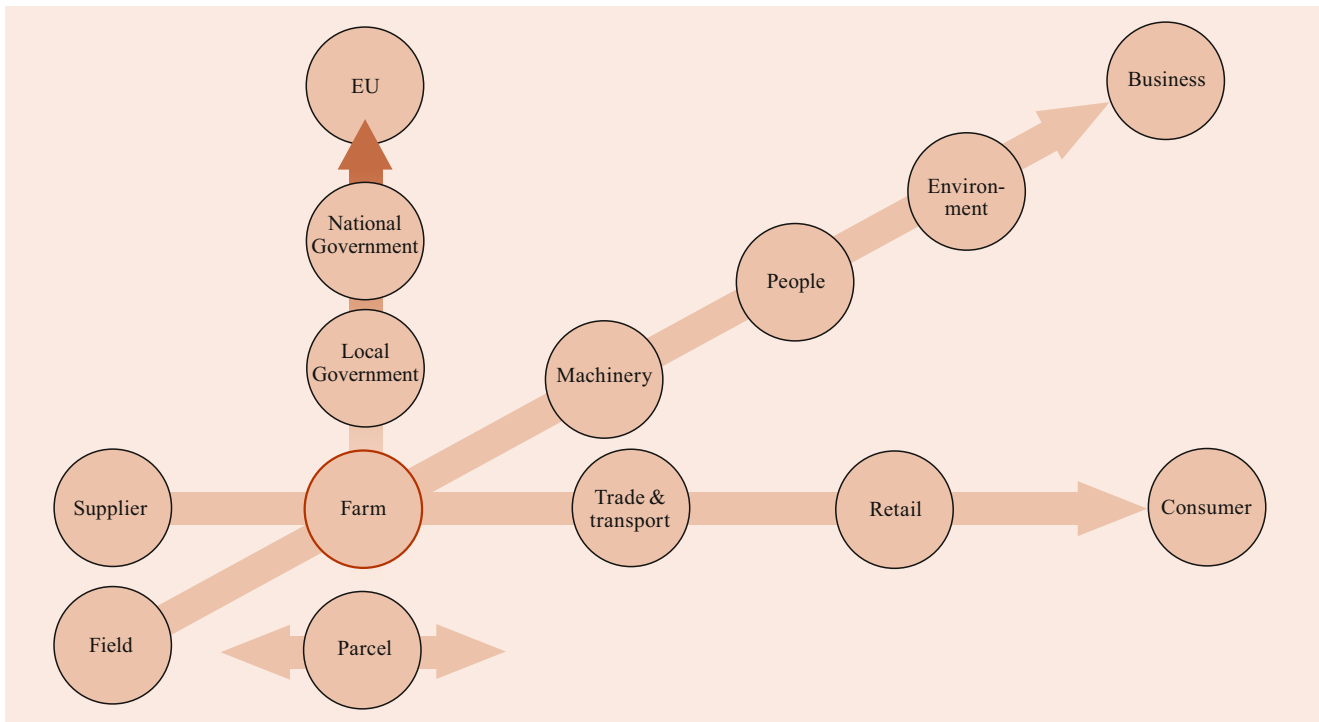 EU
Business
Environ-
ment
National
Government
People
Local
Government
Machinery
Supplier
Farm
Trade &
transport
Retail
Consumer
Field
Parcel